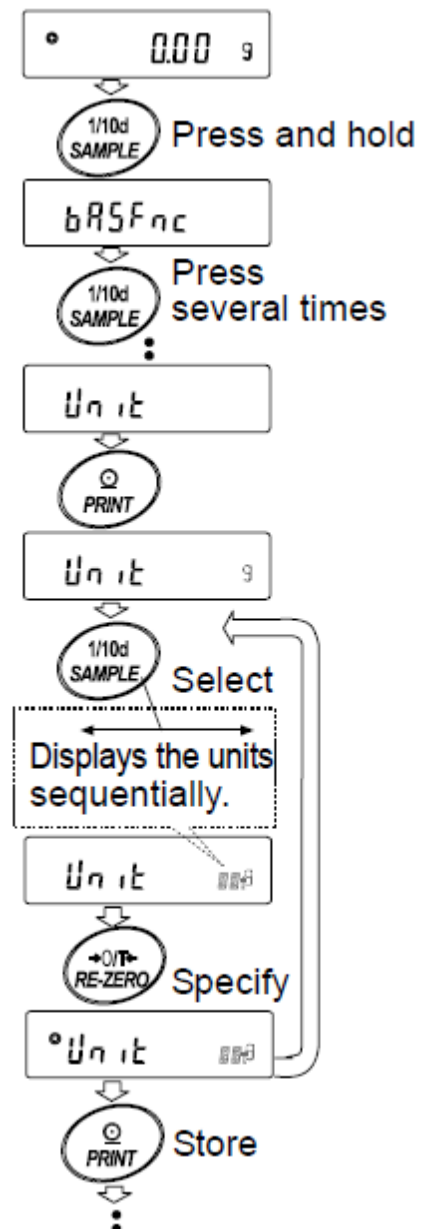 0.00 g
1/10d
SAMPLE
Press and hold
bASFnc
1/10d
SAMPLE
Press
several times
Unit
PRINT
Unit g
1/10d
SAMPLE
Select
Displays the units
sequentially.
Unit
→0/T←
RE-ZERO
Specify
Unit
PRINT
Store